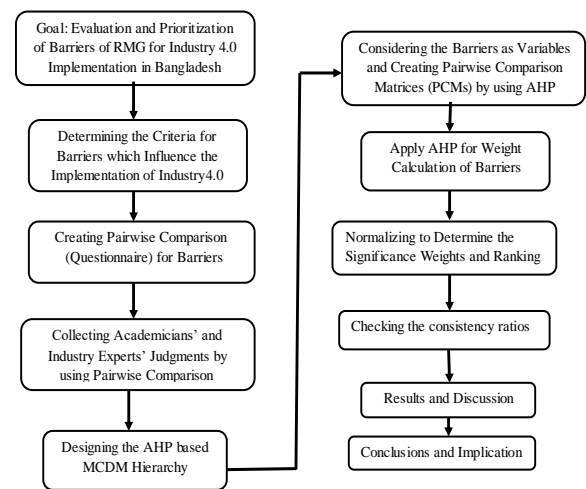 Goal: Evaluation and Prioritization
of Barriers of RMG for Industry 4.0
Implementation in Bangladesh
Determining the Criteria for
Barriers which Influence the
Implementation of Industry4.0
Creating Pairwise Comparison
(Questionnaire) for Barriers
Collecting Academicians’ and
Industry Experts’ Judgments by
using Pairwise Comparison
Designing the AHP based
MCDM Hierarchy
Considering the Barriers as Variables
and Creating Pairwise Comparison
Matrices (PCMs) by using AHP
Apply AHP for Weight
Calculation of Barriers
Normalizing to Determine the
Significance Weights and Ranking
Checking the consistency ratios
Results and Discussion
Conclusions and Implication